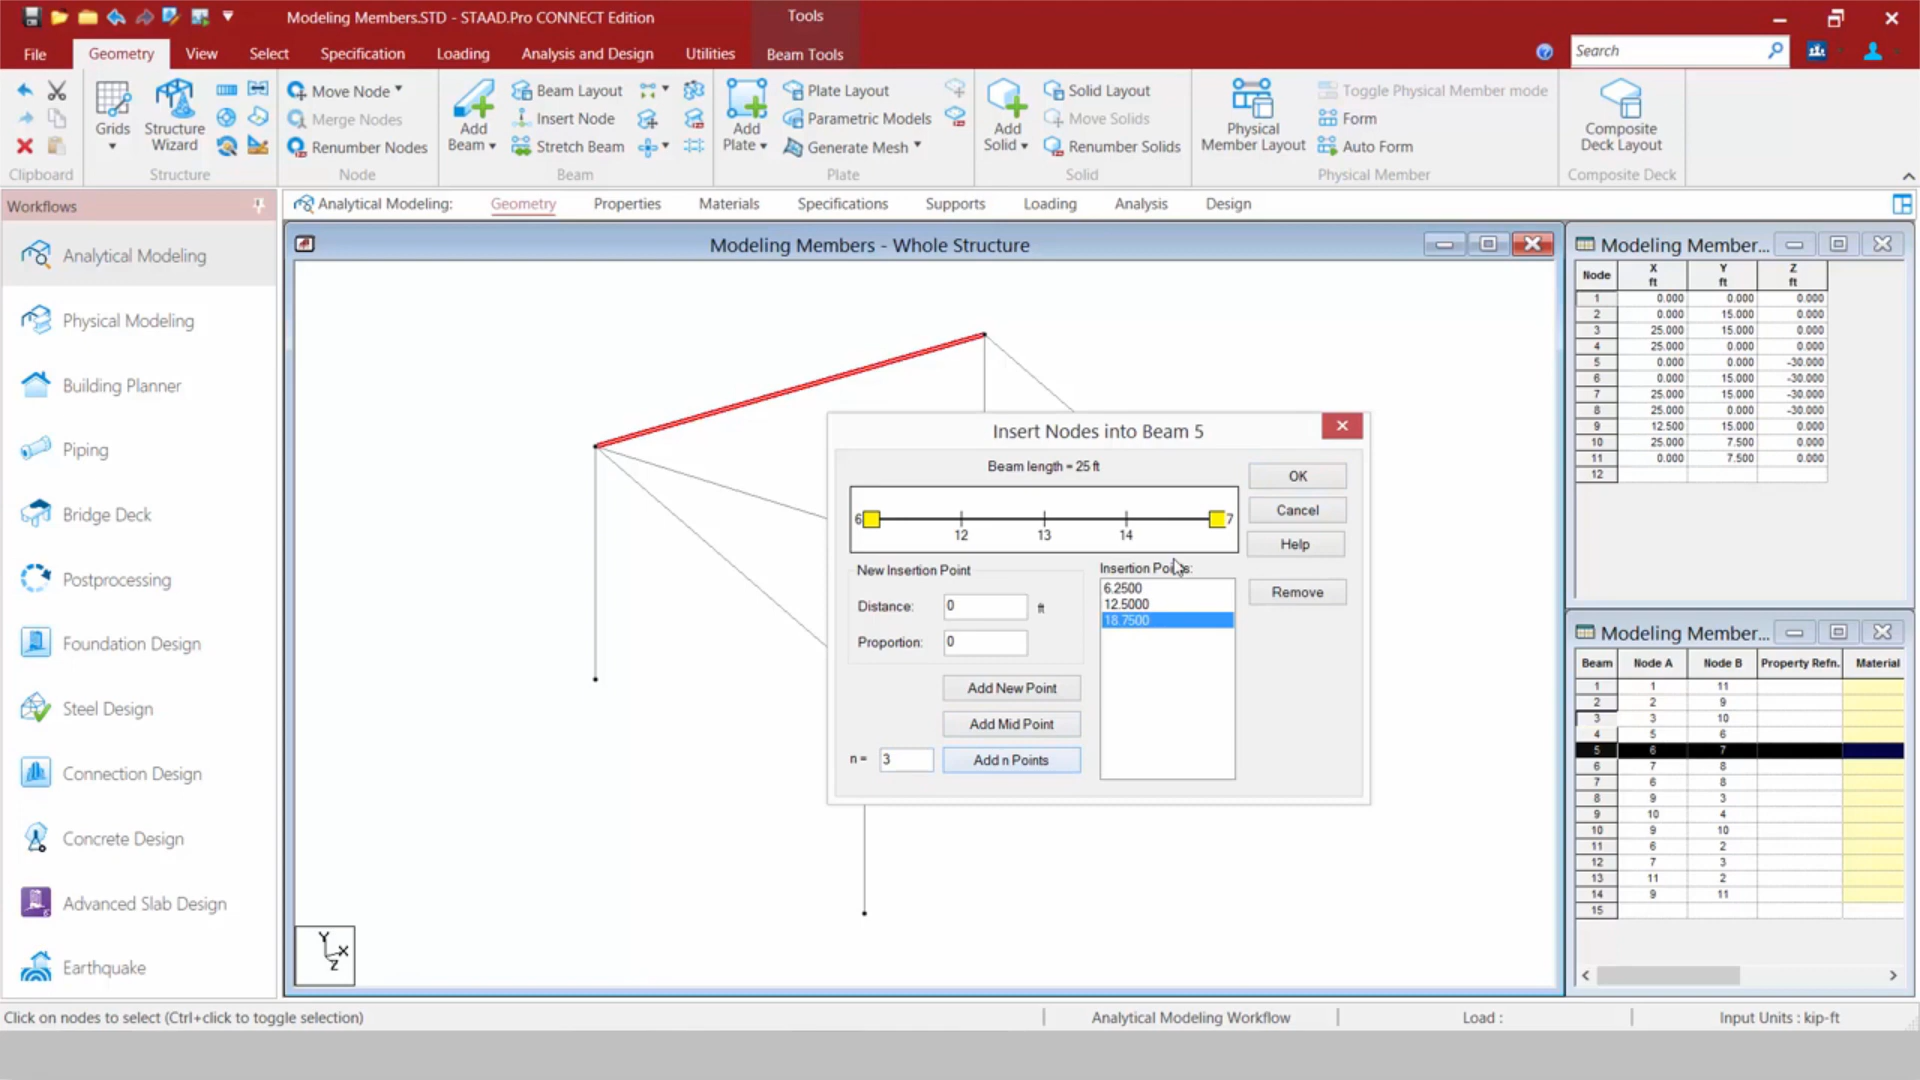 Modeling Members.STD - STAAD.Pro CONNECT Edition
Tools
File
Geometry
View
Select
Specification
Loading
Analysis and Design
Utilities
Beam Tools
Search
Move Node
Merge Nodes
Renumber Nodes
Beam Layout
Insert Node
Stretch Beam
Plate Layout
Parametric Models
Generate Mesh
Solid Layout
Move Solids
Renumber Solids
Toggle Physical Member mode
Form
Auto Form
Grids
Structure Wizard
Add Beam
Add Plate
Add Solid
Physical Member Layout
Composite Deck Layout
Clipboard
Structure
Node
Beam
Plate
Solid
Physical Member
Composite Deck
Workflows
Analytical Modeling
Physical Modeling
Building Planner
Piping
Bridge Deck
Postprocessing
Foundation Design
Steel Design
Connection Design
Concrete Design
Advanced Slab Design
Earthquake
Analytical Modeling:
Geometry
Properties
Materials
Specifications
Supports
Loading
Analysis
Design
Modeling Members - Whole Structure
Y
X
Z
Insert Nodes into Beam 5
Beam length = 25 ft
6
7
12
13
14
OK
Cancel
Help
New Insertion Point
Distance: 0 ft
Proportion: 0
Add New Point
Add Mid Point
n = 3
Add n Points
Insertion Points:
6.2500
12.5000
18.7500
Remove
Modeling Member...
Node X ft Y ft Z ft
1 0.000 0.000 0.000
2 0.000 15.000 0.000
3 25.000 15.000 0.000
4 25.000 0.000 0.000
5 0.000 0.000 -30.000
6 0.000 15.000 -30.000
7 25.000 15.000 -30.000
8 25.000 0.000 -30.000
9 12.500 15.000 0.000
10 25.000 7.500 0.000
11 0.000 7.500 0.000
12
Modeling Member...
Beam Node A Node B Property Refn. Material
1 1 11
2 2 9
3 3 10
4 5 6
5 6 7
6 7 8
7 6 8
8 9 3
9 10 4
10 9 10
11 6 2
12 7 3
13 11 2
14 9 11
15
Click on nodes to select (Ctrl+click to toggle selection)
Analytical Modeling Workflow
Load :
Input Units : kip-ft